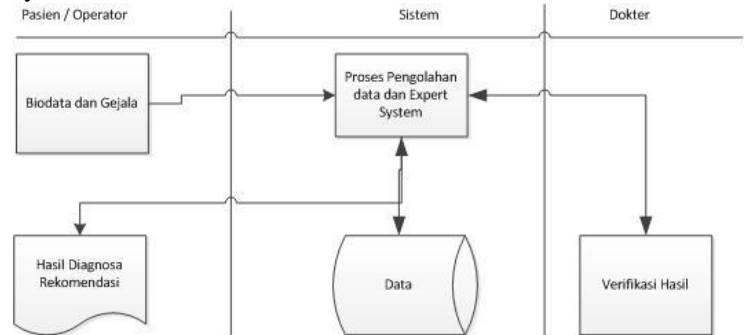 Pasien / Operator
Sistem
Dokter
Biodata dan Gejala
Proses Pengolahan
data dan Expert
System
Hasil Diagnosa
Rekomendasi
Data
Verifikasi Hasil